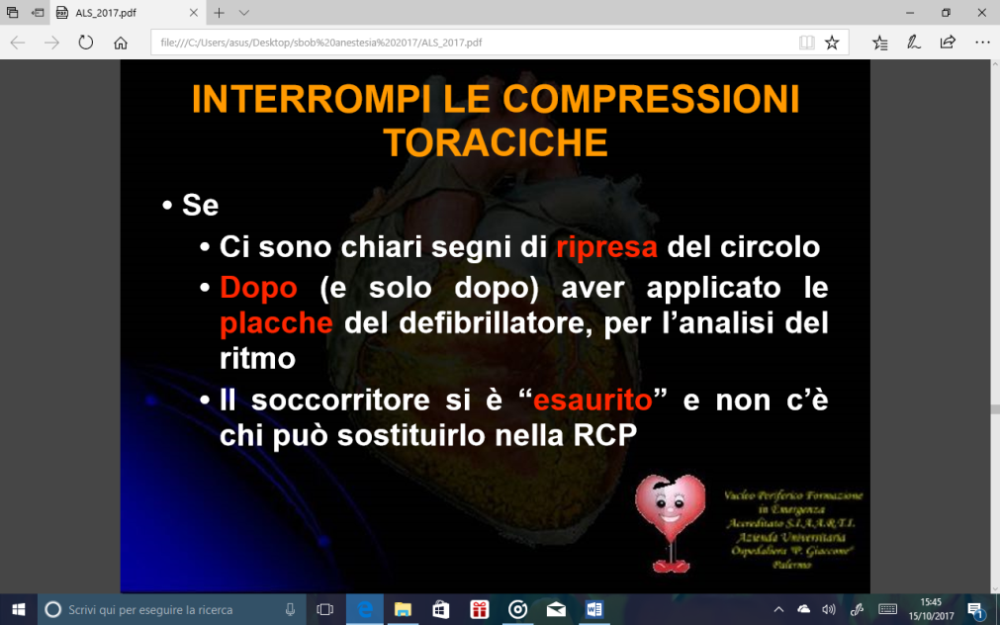 ALS_2017.pdf
file:///C:/Users/asus/Desktop/sbob%20anestesia%202017/ALS_2017.pdf
INTERROMPI LE COMPRESSIONI
TORACICHE
• Se
• Ci sono chiari segni di ripresa del circolo
• Dopo (e solo dopo) aver applicato le
placche del defibrillatore, per l'analisi del
ritmo
• Il soccorritore si è “esaurito” e non c'è
chi può sostituirlo nella RCP
Nucleo Periferico Formazione
in Emergenza
Accreditato S.I.A.A.R.T.I.
Azienda Universitaria
Ospedaliera "P. Giaccone"
Palermo
Scrivi qui per eseguire la ricerca
15:45
15/10/2017
1